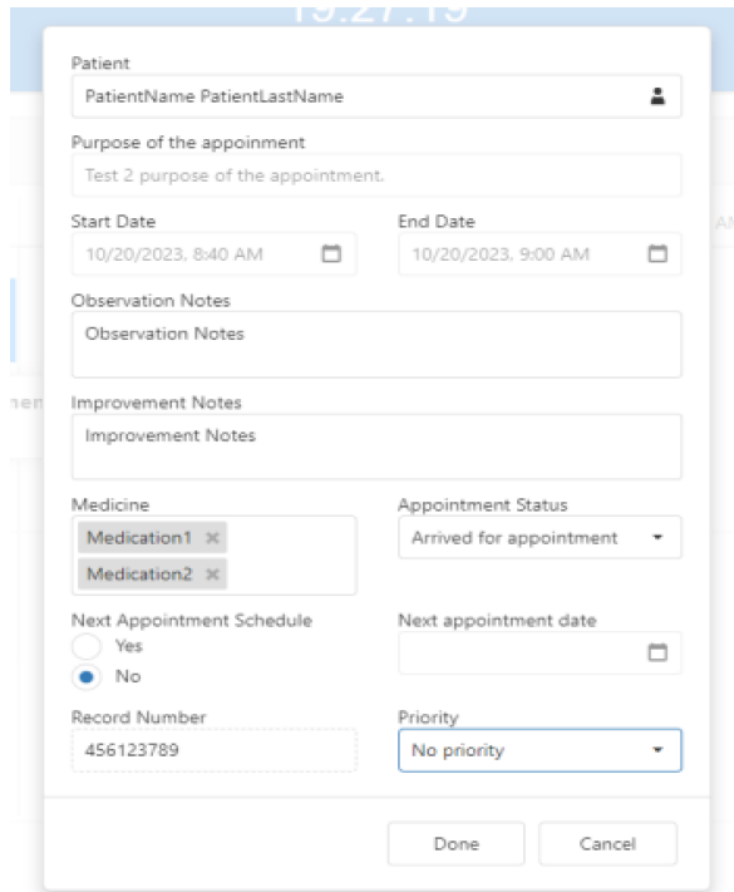 19:27:19
Patient
PatientName PatientLastName
Purpose of the appoinment
Test 2 purpose of the appointment.
Start Date End Date
10/20/2023, 8:40 AM 10/20/2023, 9:00 AM
Observation Notes
Observation Notes
Improvement Notes
Improvement Notes
Medicine Appointment Status
Medication1 Arrived for appointment
Medication2
Next Appointment Schedule Next appointment date
Yes
No
Record Number Priority
456123789 No priority
Done Cancel